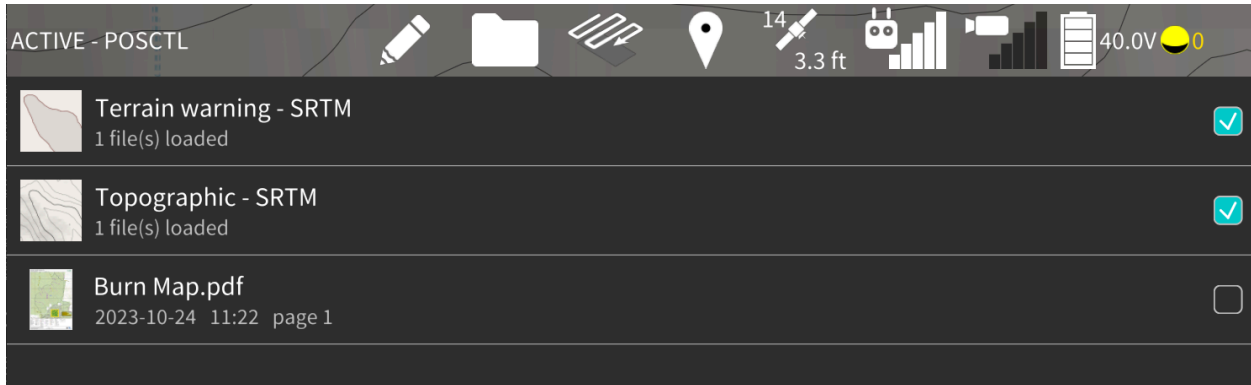 ACTIVE - POSCTL
14
3.3 ft
40.0V
0
Terrain warning - SRTM
1 file(s) loaded
Topographic - SRTM
1 file(s) loaded
Burn Map.pdf
2023-10-24 11:22 page 1